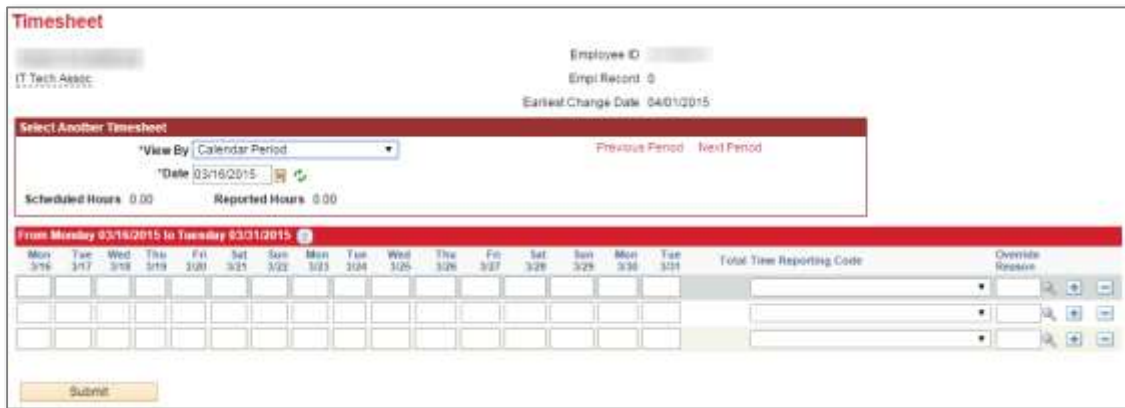 Timesheet
Employee ID
IT Tech Assoc
Empl Record 0
Earliest Change Date 04/01/2015
Select Another Timesheet
*View By Calendar Period
Previous Period Next Period
*Date 03/16/2015
Scheduled Hours 0.00 Reported Hours 0.00
From Monday 03/16/2015 to Tuesday 03/31/2015
Mon Tue Wed Thu Fri Sat Sun Mon Tue Wed Thu Fri Sat Sun Mon Tue Total Time Reporting Code Override
3/16 3/17 3/18 3/19 3/20 3/21 3/22 3/23 3/24 3/25 3/26 3/27 3/28 3/29 3/30 3/31 Reason
Submit